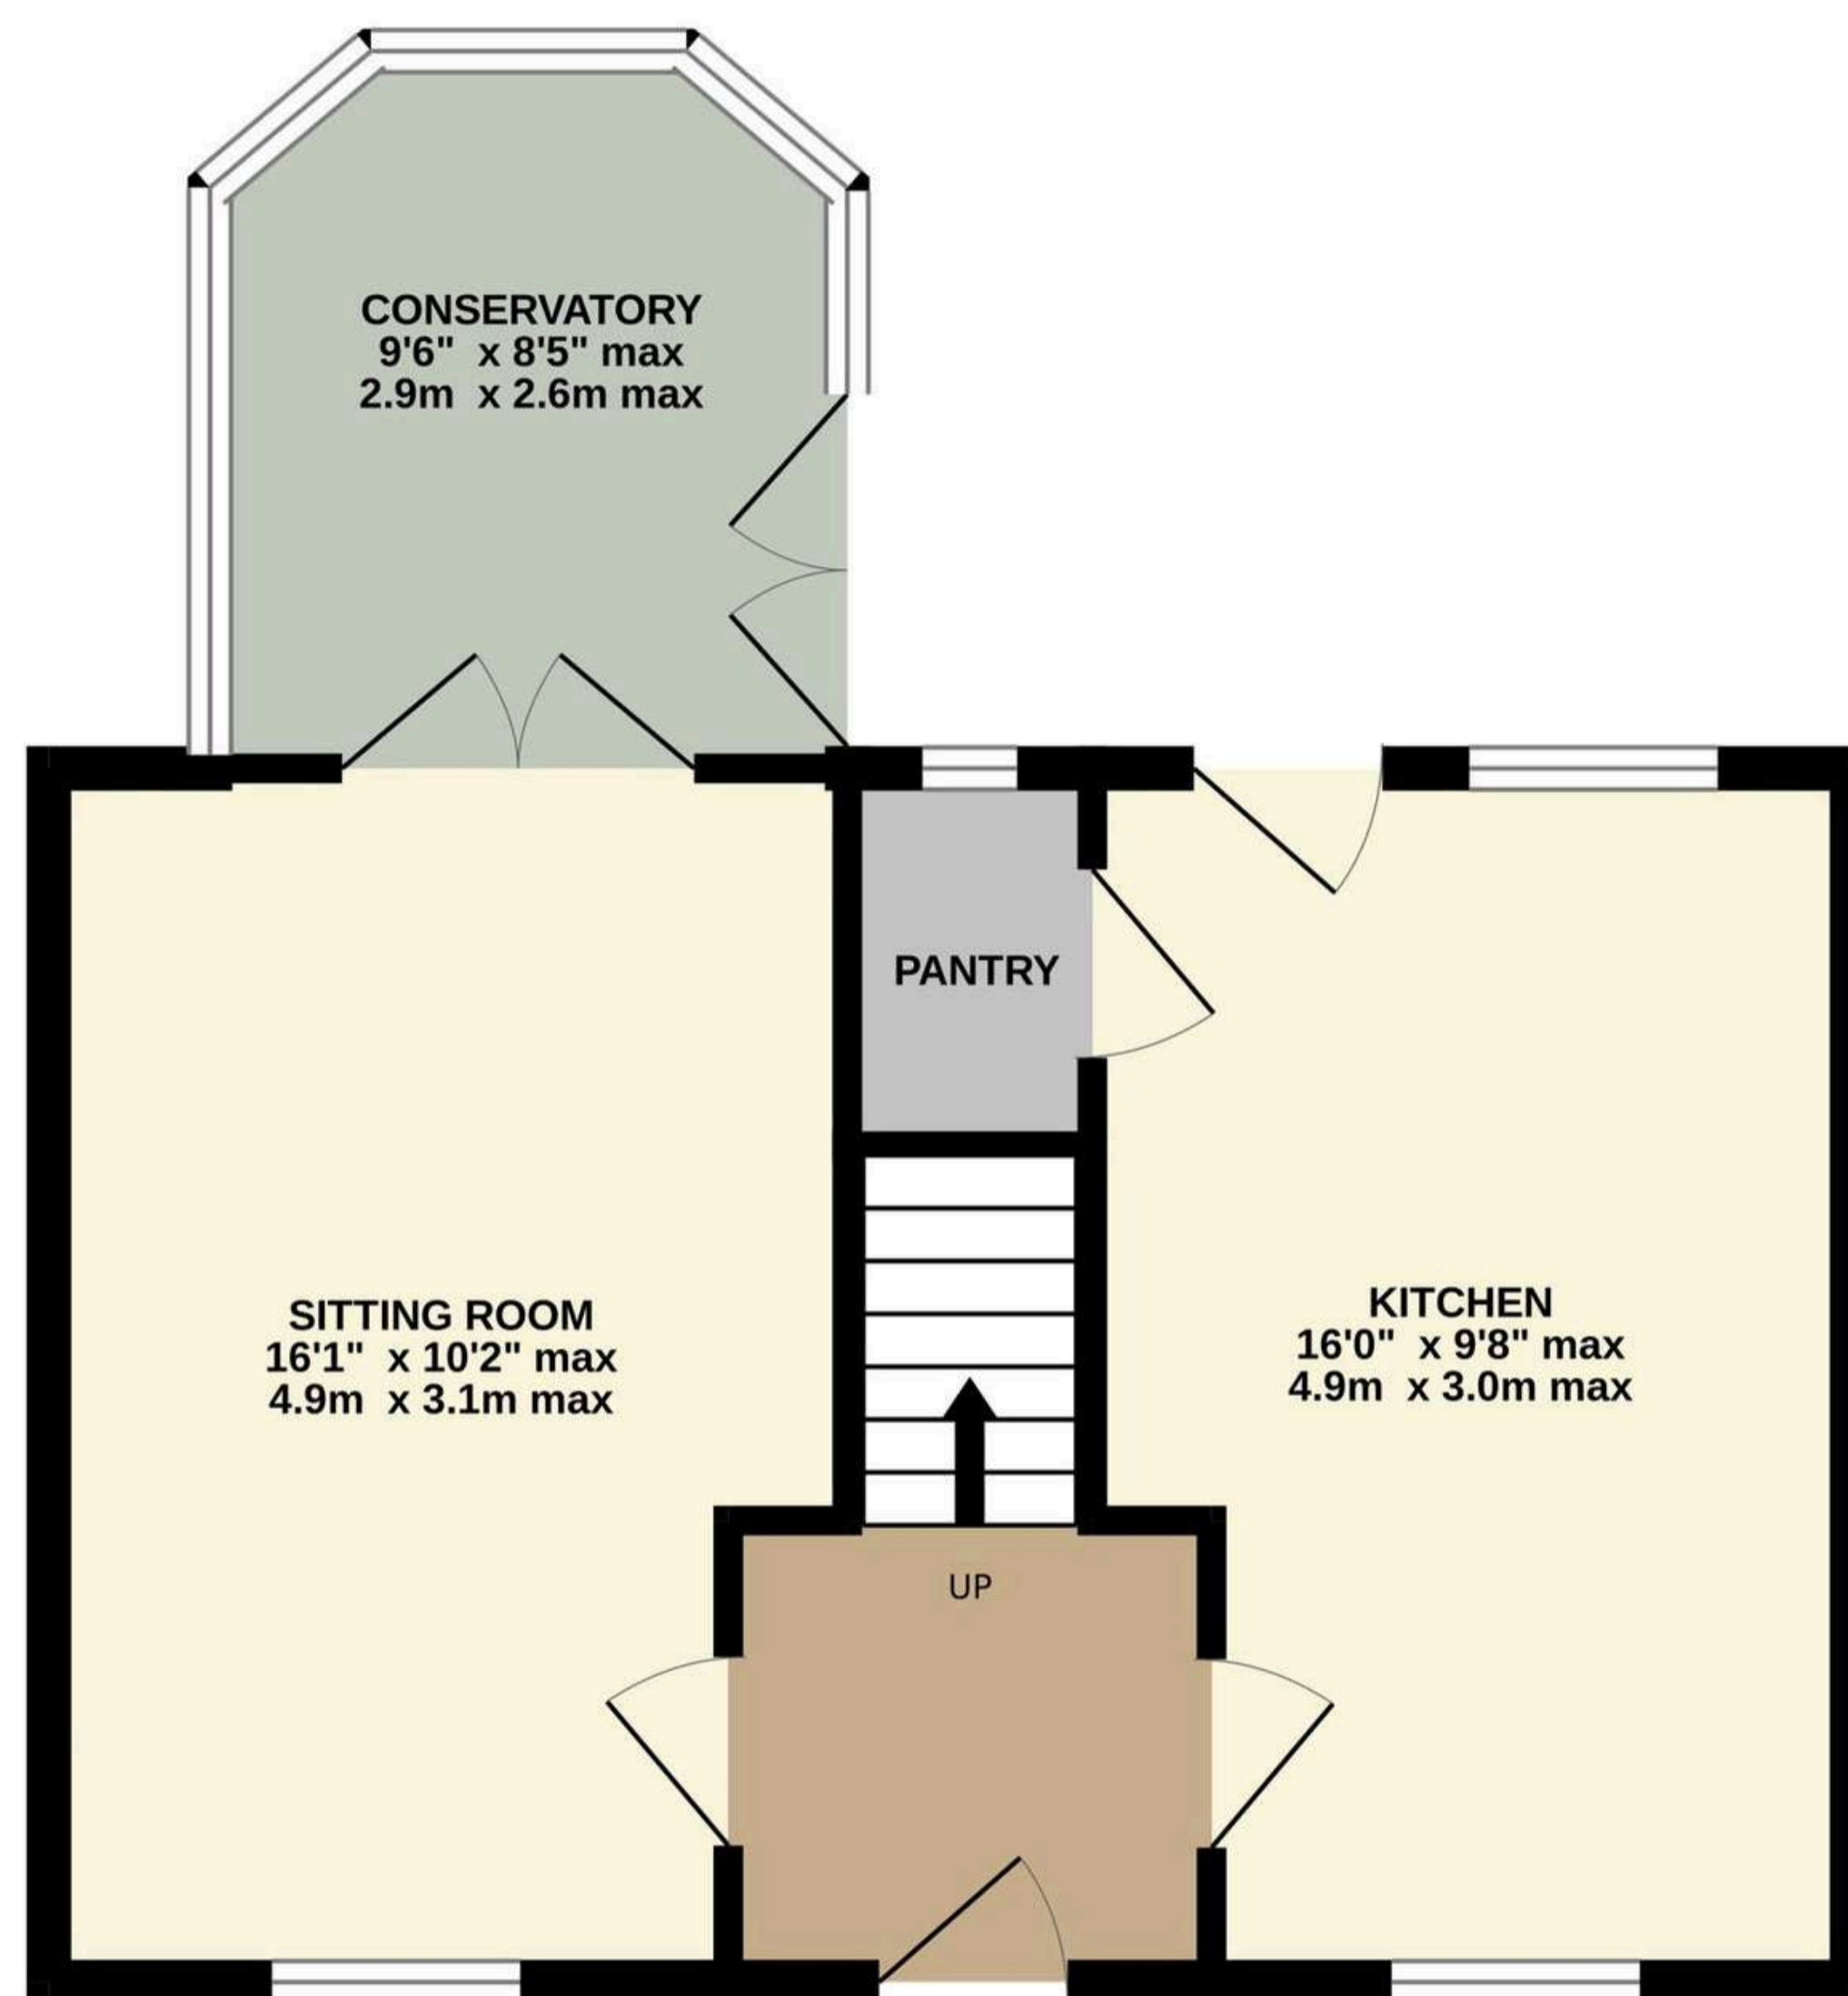 CONSERVATORY
9'6" x 8'5" max
2.9m x 2.6m max
PANTRY
SITTING ROOM
16'1" x 10'2" max
4.9m x 3.1m max
KITCHEN
16'0" x 9'8" max
4.9m x 3.0m max
UP